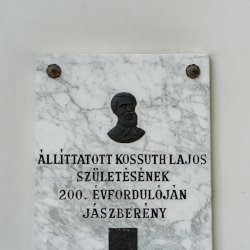 ÁLLÍTTATOTT KOSSUTH LAJOS
SZÜLETÉSÉNEK
200. ÉVFORDULÓJÁN
JÁSZBERÉNY